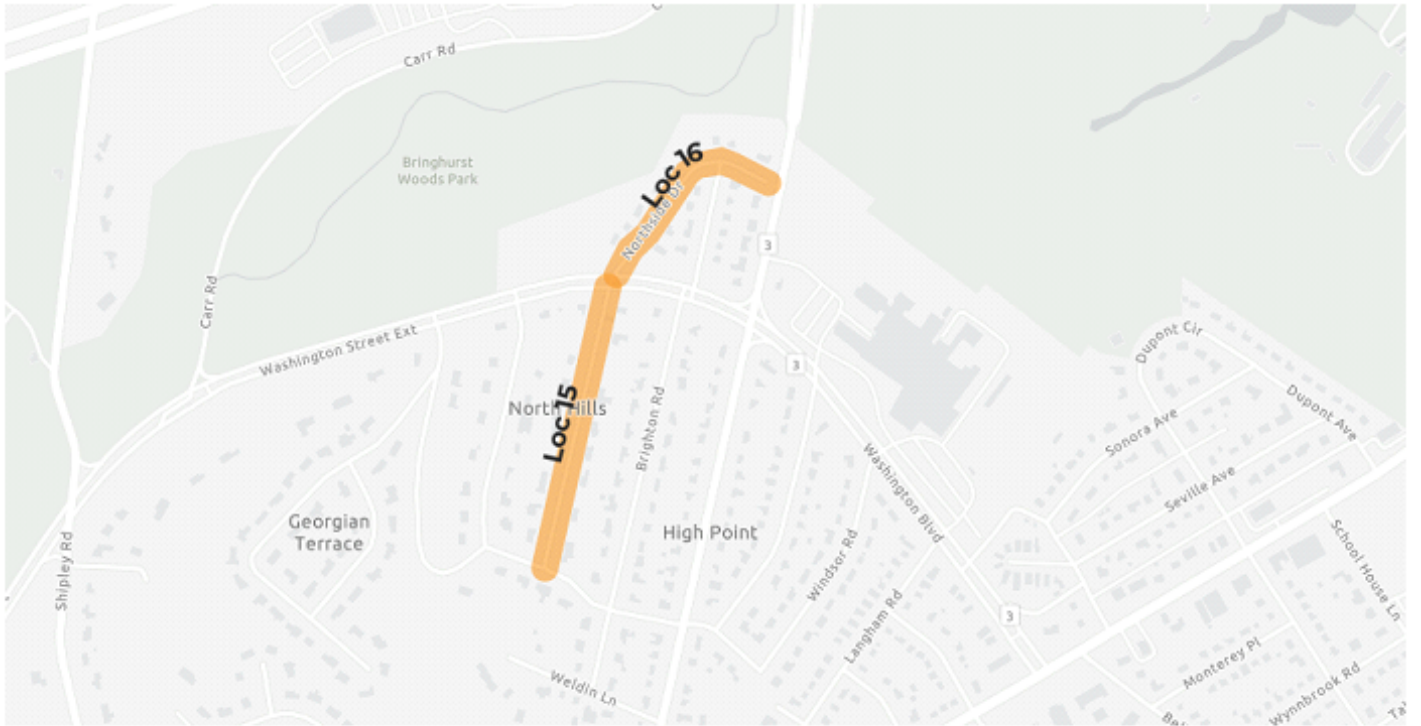 Carr Rd
Bringhurst
Woods Park
Loc 16
Northside Dr
3
Carr Rd
Washington Street Ext
3
Dupont Cir
Dupont Ave
North Hills
Loc 15
Brighton Rd
Sonora Ave
Seville Ave
Washington Blvd
Georgian
Terrace
High Point
Shipley Rd
Windsor Rd
Langham Rd
School House Ln
3
Monterey Pl
Weldin Ln
Wynnbrook Rd